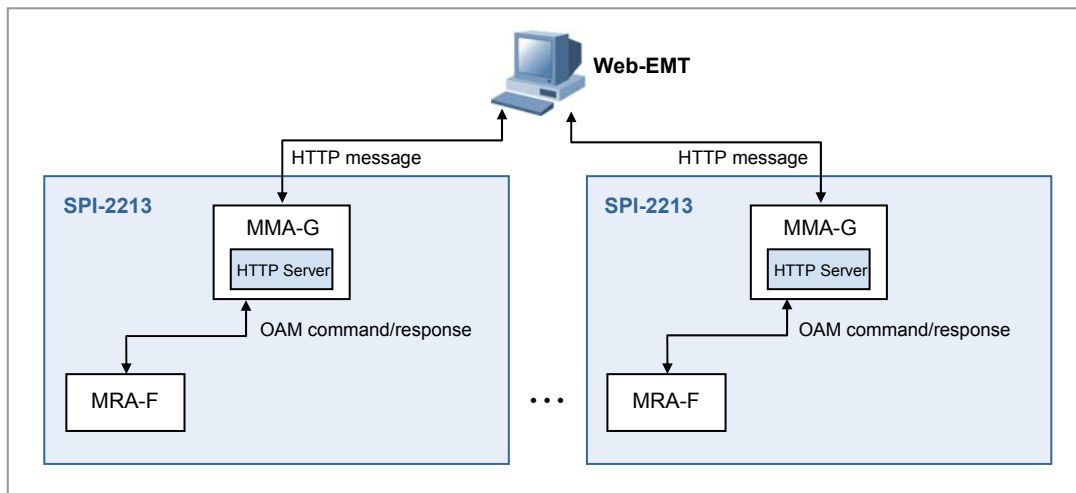 Web-EMT
HTTP message
HTTP message
SPI-2213
SPI-2213
MMA-G
MMA-G
HTTP Server
HTTP Server
OAM command/response
OAM command/response
MRA-F
...
MRA-F